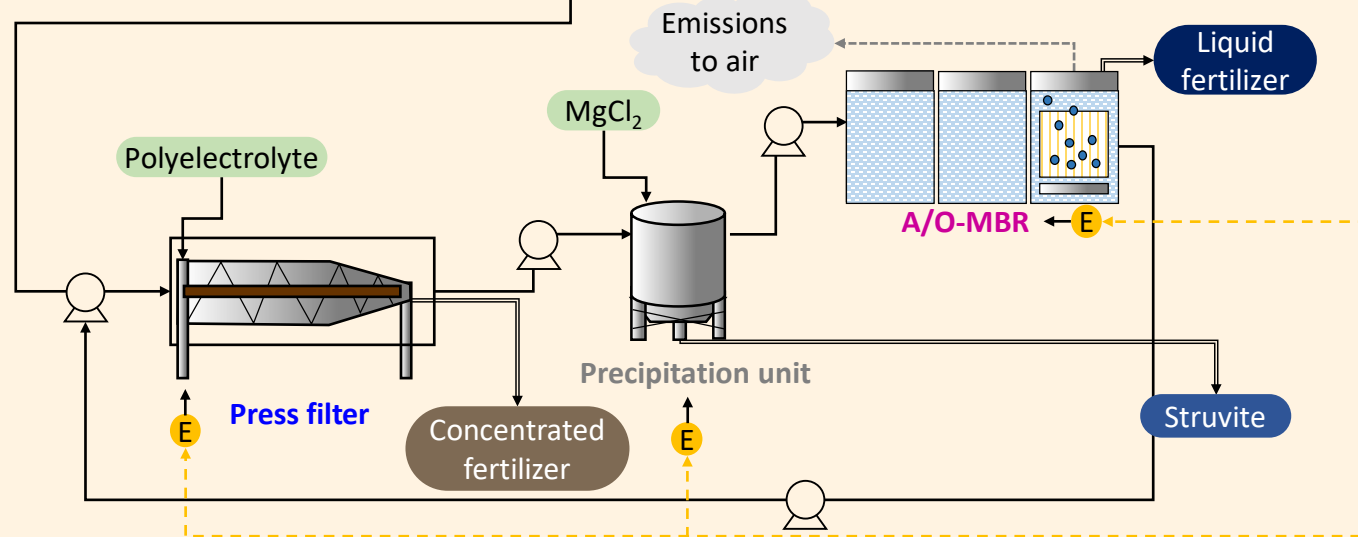 Emissions
to air
Liquid
fertilizer
MgCl₂
Polyelectrolyte
A/O-MBR
E
Precipitation unit
Press filter
E
Concentrated
fertilizer
E
Struvite